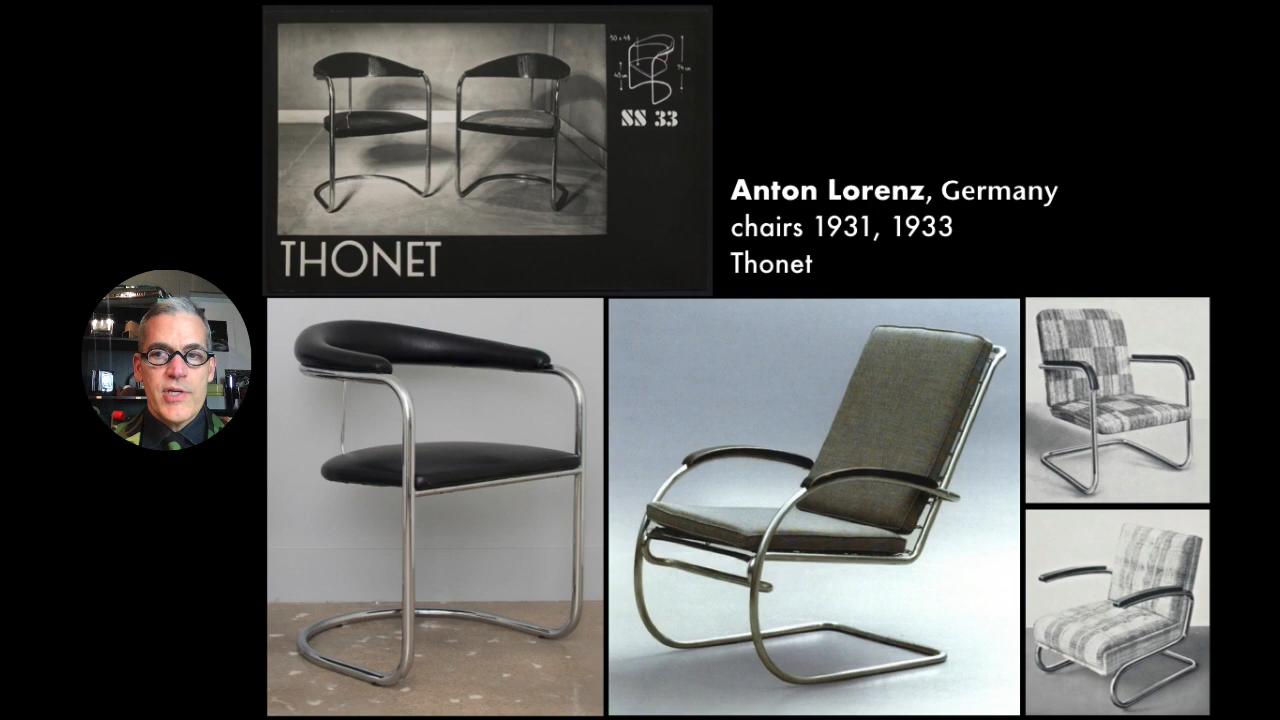 SS 33
THONET
Anton Lorenz, Germany
chairs 1931, 1933
Thonet